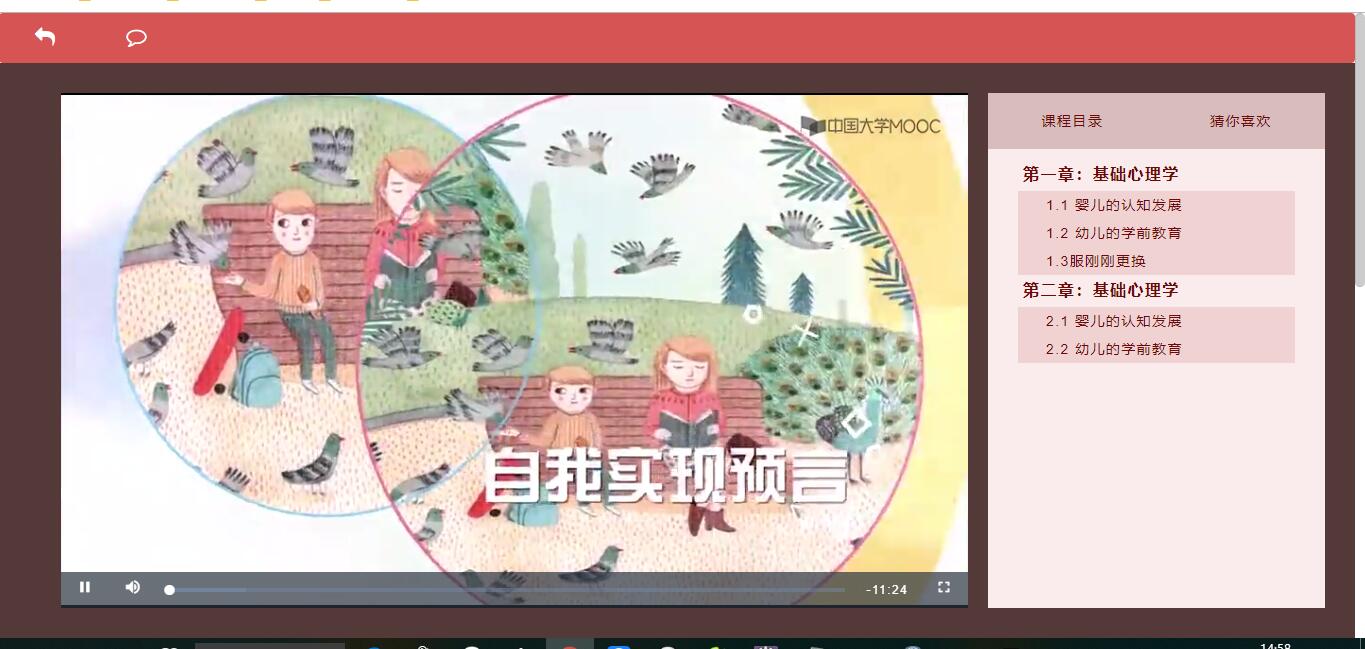 中国大学MOOC
自我实现预言
-11:24
课程目录 猜你喜欢
第一章：基础心理学
1.1 婴儿的认知发展
1.2 幼儿的学前教育
1.3服刚刚更换
第二章：基础心理学
2.1 婴儿的认知发展
2.2 幼儿的学前教育
14:58